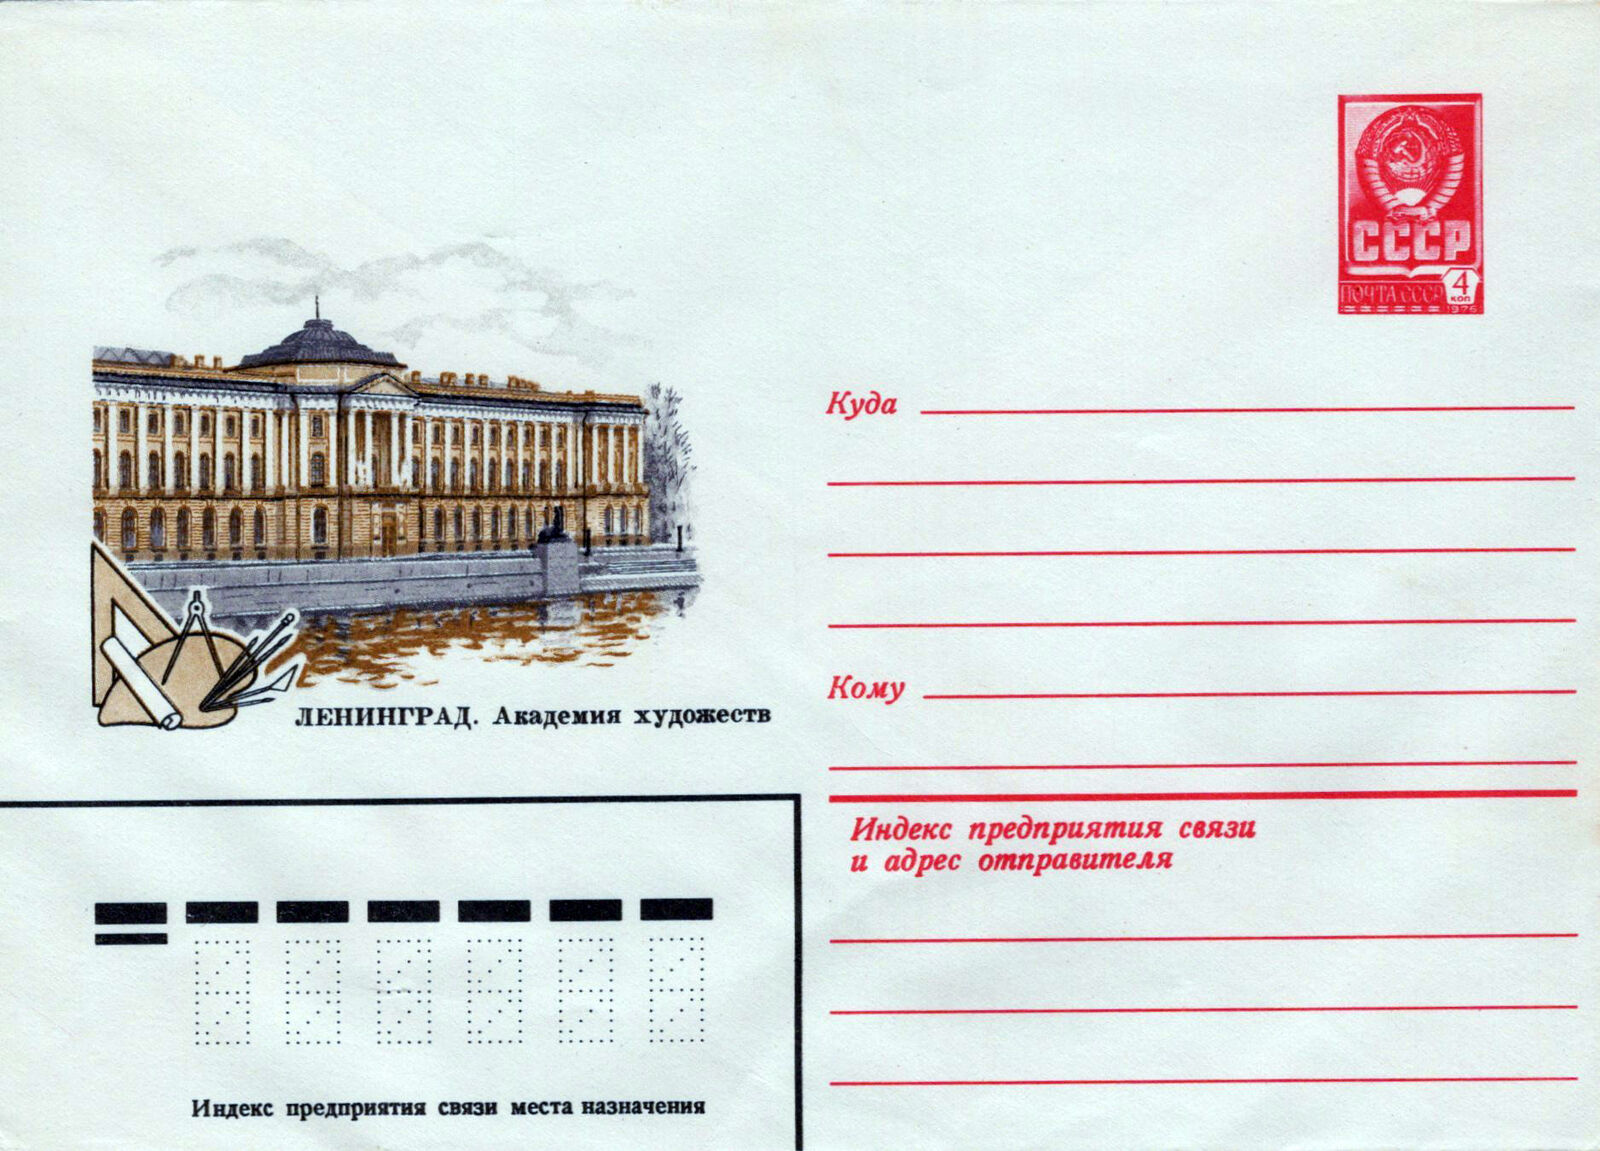 СССР
ПОЧТА СССР
4
КОП
1976
Куда
ЛЕНИНГРАД. Академия художеств
Кому
Индекс предприятия связи
и адрес отправителя
Индекс предприятия связи места назначения